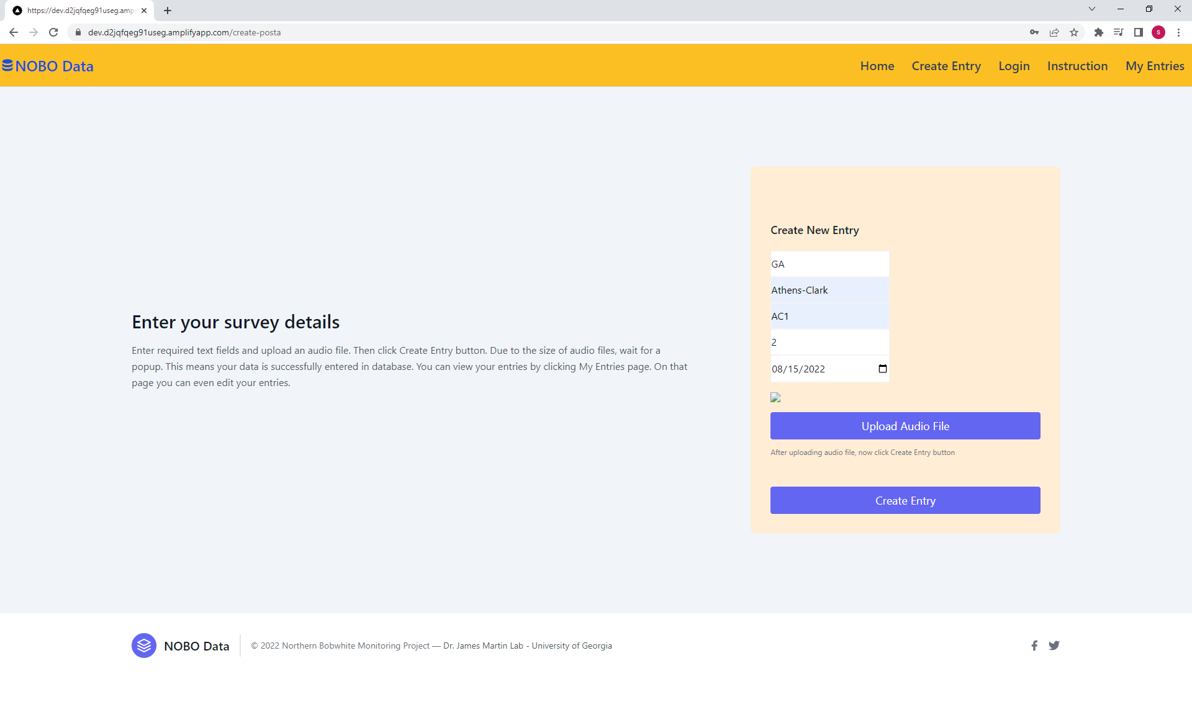 https://dev.d2jqfqeg91useg.amp
dev.d2jqfqeg91useg.amplifyapp.com/create-posta
S
NOBO Data
Home Create Entry Login Instruction My Entries
Enter your survey details
Enter required text fields and upload an audio file. Then click Create Entry button. Due to the size of audio files, wait for a
popup. This means your data is successfully entered in database. You can view your entries by clicking My Entries page. On that
page you can even edit your entries.
Create New Entry
GA
Athens-Clark
AC1
2
08/15/2022
Upload Audio File
After uploading audio file, now click Create Entry button
Create Entry
NOBO Data
© 2022 Northern Bobwhite Monitoring Project — Dr. James Martin Lab - University of Georgia